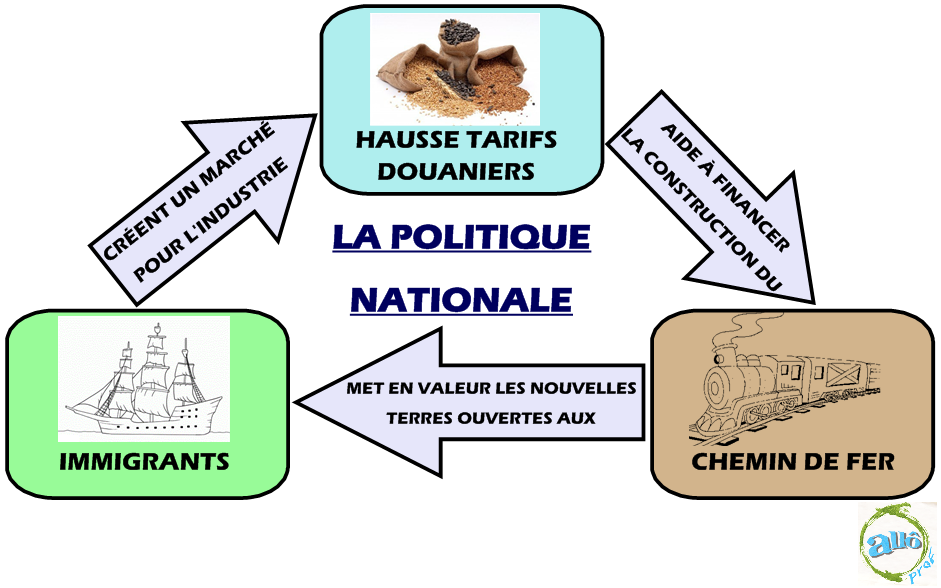 HAUSSE TARIFS
DOUANIERS
AIDE À FINANCER
LA CONSTRUCTION DU
CRÉENT UN MARCHÉ
POUR L'INDUSTRIE
LA POLITIQUE
NATIONALE
IMMIGRANTS
MET EN VALEUR LES NOUVELLES
TERRES OUVERTES AUX
CHEMIN DE FER
allô
prof